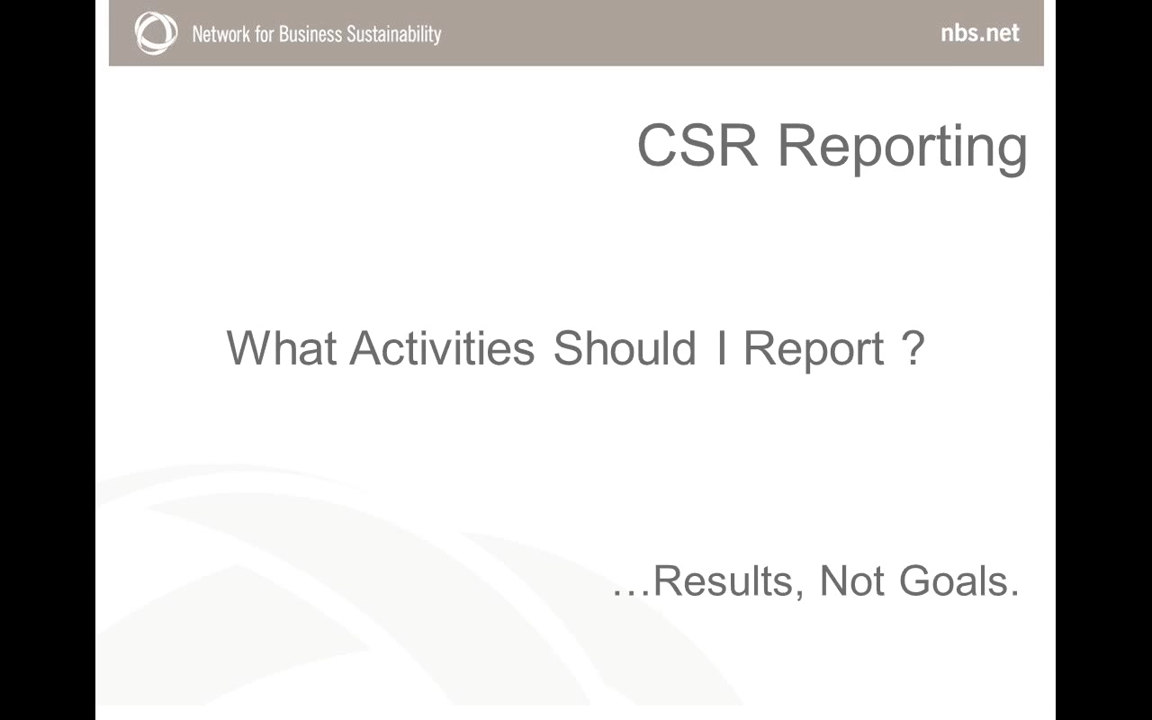 Network for Business Sustainability
nbs.net
CSR Reporting
What Activities Should I Report ?
…Results, Not Goals.